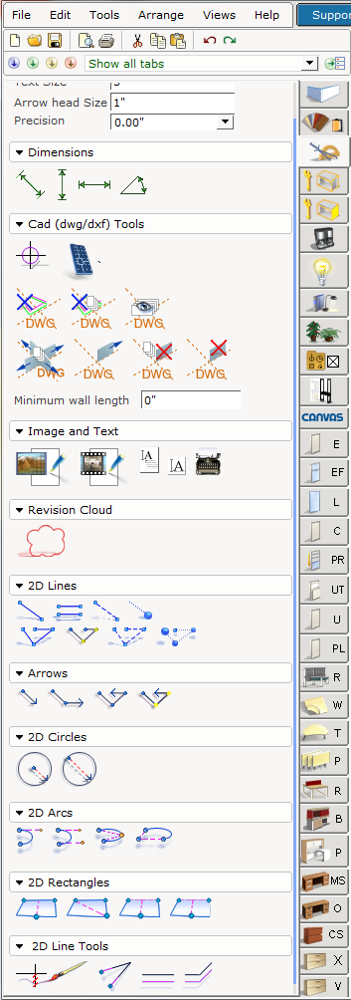 File Edit Tools Arrange Views Help Suppor
Show all tabs
Text Size
Arrow head Size 1"
Precision 0.00"
Dimensions
Cad (dwg/dxf) Tools
DWG DWG DWG
DWG DWG DWG DWG
Minimum wall length 0"
Image and Text
A A
Revision Cloud
2D Lines
Arrows
2D Circles
2D Arcs
2D Rectangles
2D Line Tools
CANVAS
E
EF
L
C
PR
UT
U
PL
R
W
T
P
R
B
P
MS
O
CS
X
V